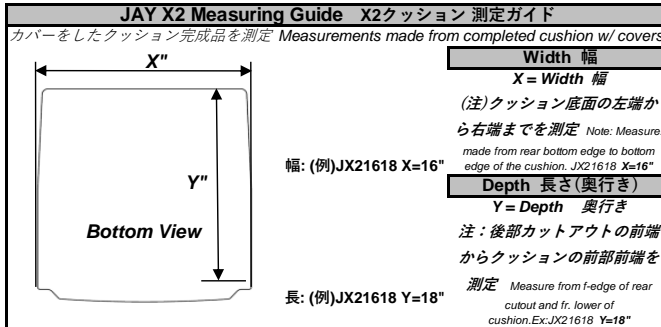 JAY X2 Measuring Guide X2クッション 測定ガイド
カバーをしたクッション完成品を測定 Measurements made from completed cushion w/ covers
X"
Y"
Bottom View
幅: (例)JX21618 X=16"
長: (例)JX21618 Y=18"
Width 幅
X = Width 幅
(注)クッション底面の左端か
ら右端までを測定 Note: Measure.
made from rear bottom edge to bottom
edge of the cushion. JX21618 X=16"
Depth 長さ(奥行き)
Y = Depth 奥行き
注：後部カットアウトの前端
からクッションの前部前端を
測定 Measure from f-edge of rear
cutout and fr. lower of
cushion.Ex:JX21618 Y=18"